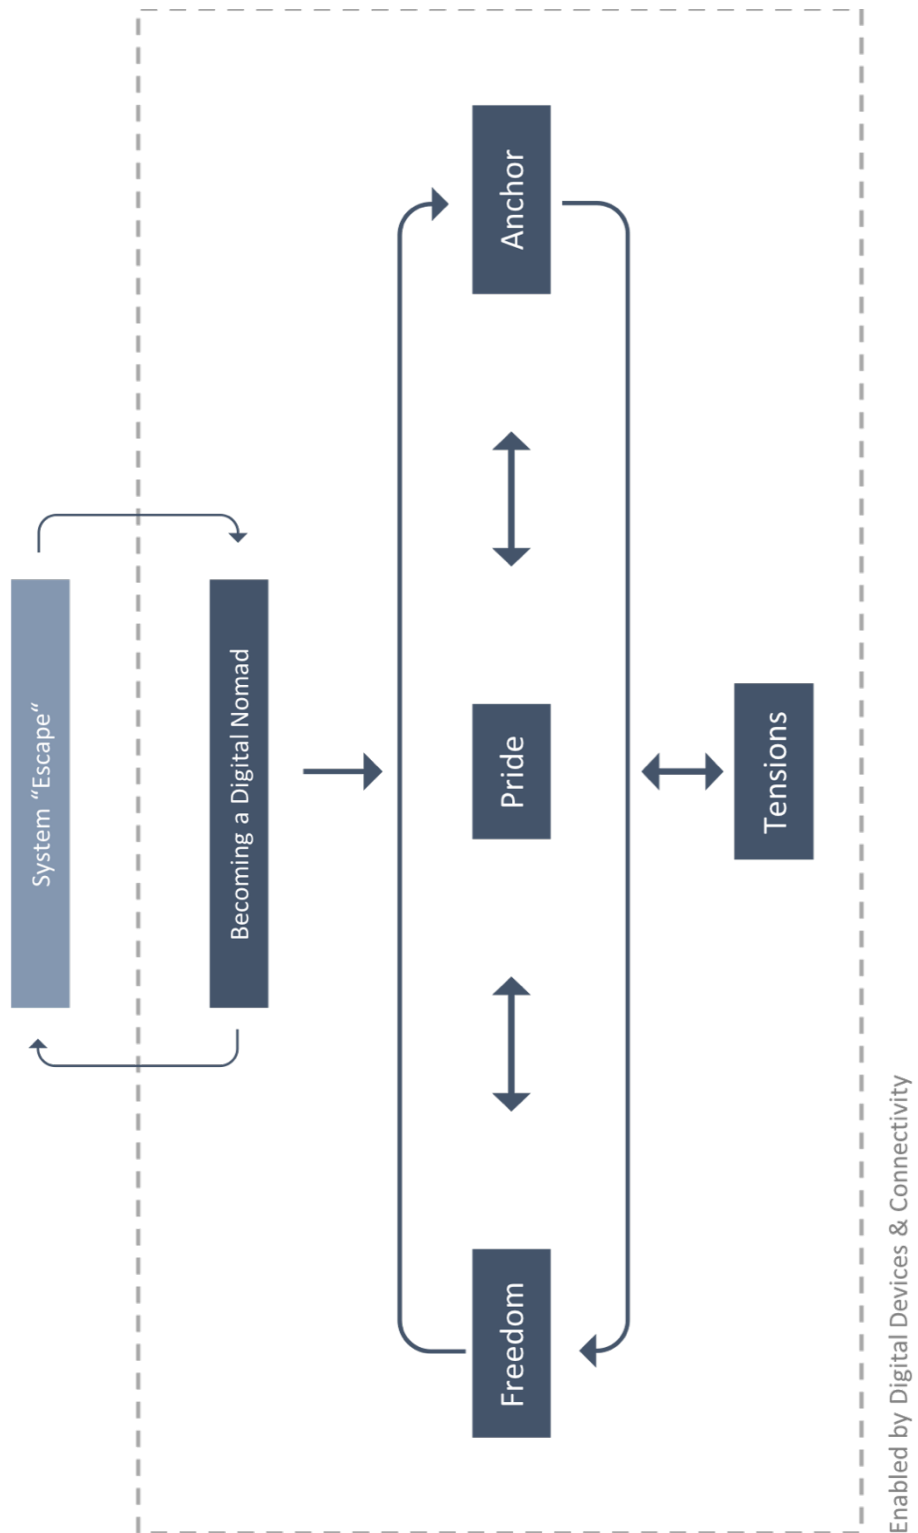 System “Escape“
Becoming a Digital Nomad
Freedom
Pride
Anchor
Tensions
Enabled by Digital Devices & Connectivity